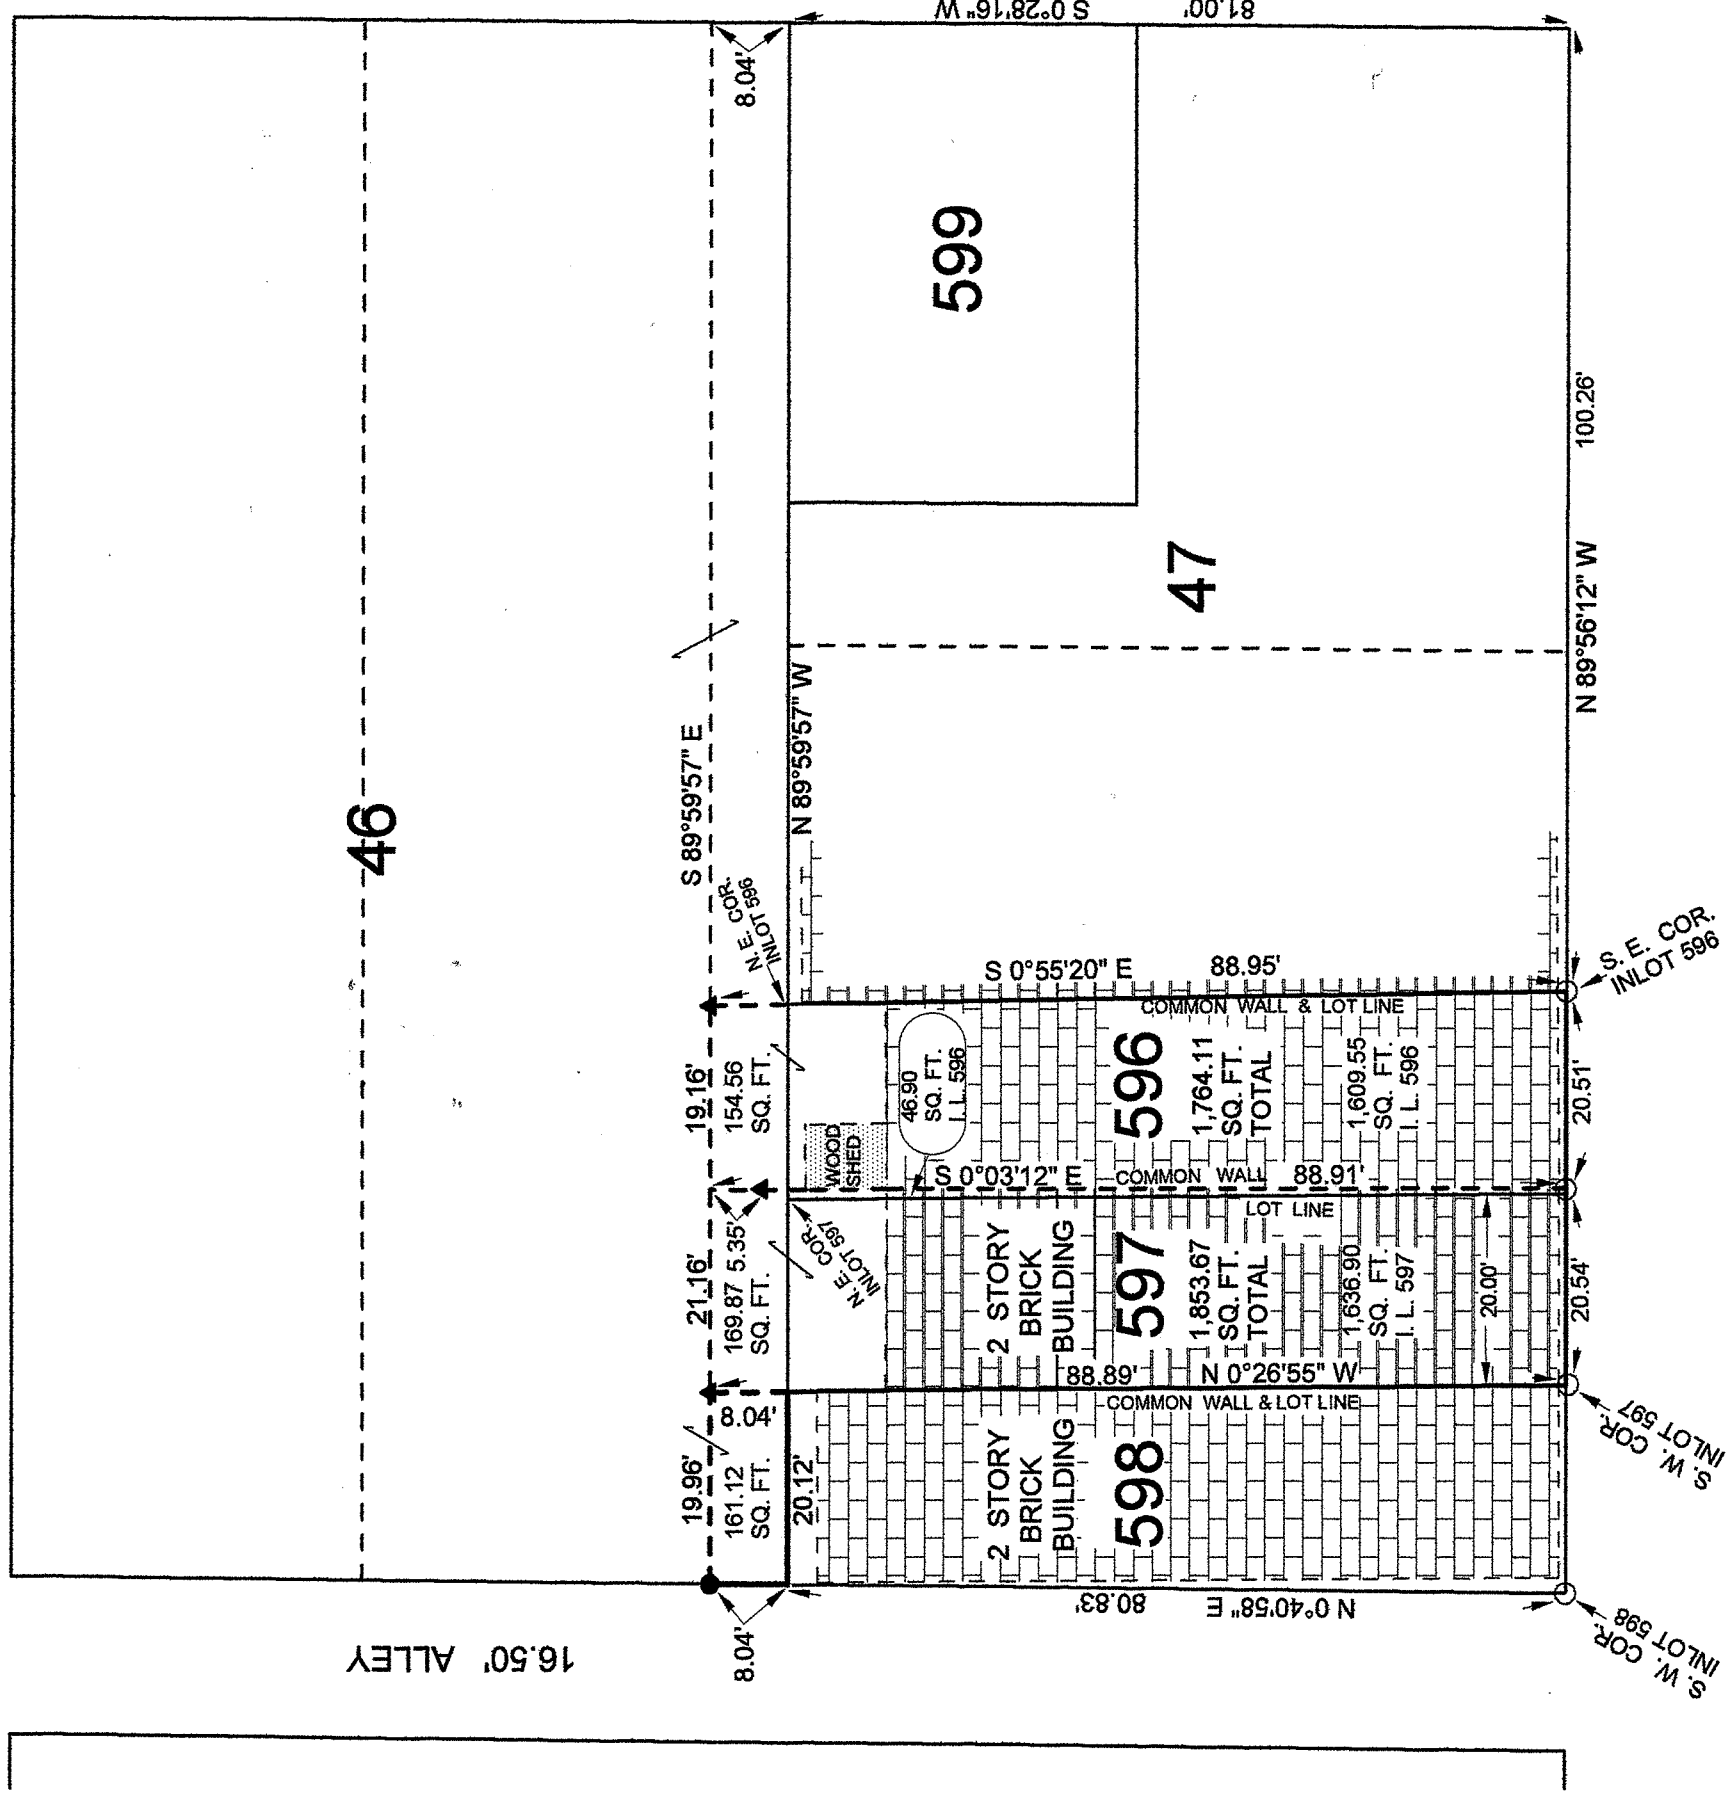 S 0°28'16" W
81.00'
8.04'
599
47
100.26'
N 89°56'12" W
46
S 89°59'57" E
N 89°59'57" W
N. E. COR.
INLOT 596
S. E. COR.
INLOT 596
S 0°55'20" E 88.95'
COMMON WALL & LOT LINE
19.16'
154.56
SQ. FT.
WOOD
SHED
46.90
SQ. FT.
I. L. 596
596
1,764.11
SQ. FT.
TOTAL
1,609.55
SQ. FT.
I. L. 596
20.51'
S 0°03'12" E
COMMON WALL
88.91'
LOT LINE
N. E. COR.
INLOT 597
21.16'
169.87 5.35'
SQ. FT.
2 STORY
BRICK
BUILDING
597
1,853.67
SQ. FT.
TOTAL
1,636.90
SQ. FT.
I. L. 597
20.00'
20.54'
88.89'
N 0°26'55" W
COMMON WALL & LOT LINE
S. W. COR.
INLOT 597
19.96'
8.04'
161.12
SQ. FT.
20.12'
2 STORY
BRICK
BUILDING
598
80.83'
N 0°40'58" E
S. W. COR.
INLOT 598
8.04'
16.50' ALLEY